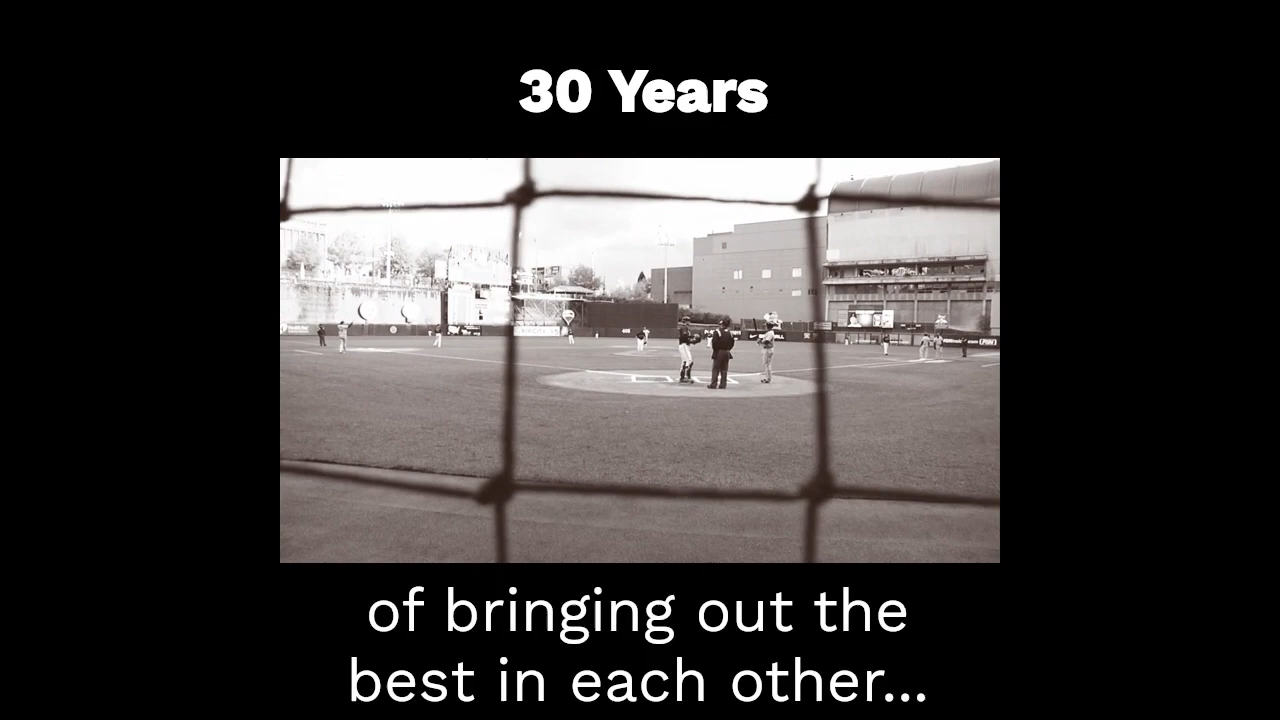 30 Years
of bringing out the
best in each other...